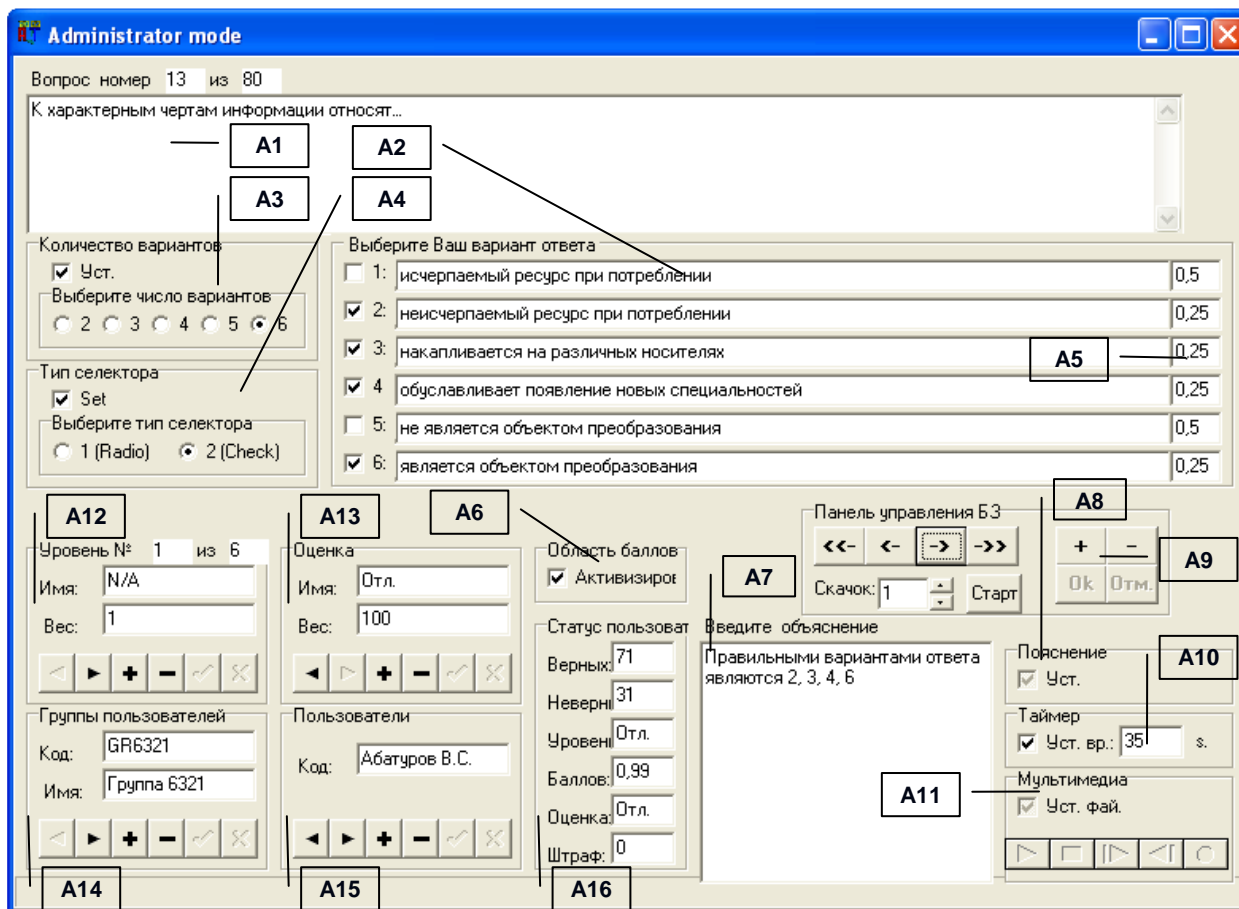 Administrator mode
Вопрос номер 13 из 80
К характерным чертам информации относят...
A1
A2
A3
A4
Количество вариантов
Уст.
Выберите число вариантов
2 3 4 5 6
Тип селектора
Set
Выберите тип селектора
1 (Radio) 2 (Check)
Выберите Ваш вариант ответа
1: исчерпаемый ресурс при потреблении 0,5
2: неисчерпаемый ресурс при потреблении 0,25
3: накапливается на различных носителях 0,25
A5
4 обуславливает появление новых специальностей 0,25
5: не является объектом преобразования 0,5
6: является объектом преобразования 0,25
A12
A13
A6
A8
Уровень № 1 из 6
Имя: N/A
Вес: 1
Оценка
Имя: Отл.
Вес: 100
Область баллов
Активизиров
A7
Панель управления БЗ
<<- <- -> ->>
Скачок: 1 Старт
+ -
Ok Отм.
A9
Группы пользователей
Код: GR6321
Имя: Группа 6321
Пользователи
Код: Абатуров В.С.
Статус пользоват
Верных: 71
Неверны 31
Уровень Отл.
Баллов: 0,99
Оценка: Отл.
Штраф: 0
Введите объяснение
Правильными вариантами ответа
являются 2, 3, 4, 6
Пояснение
Уст.
A10
Таймер
Уст. вр.: 35 s.
A11
Мультимедиа
Уст. фай.
A14
A15
A16